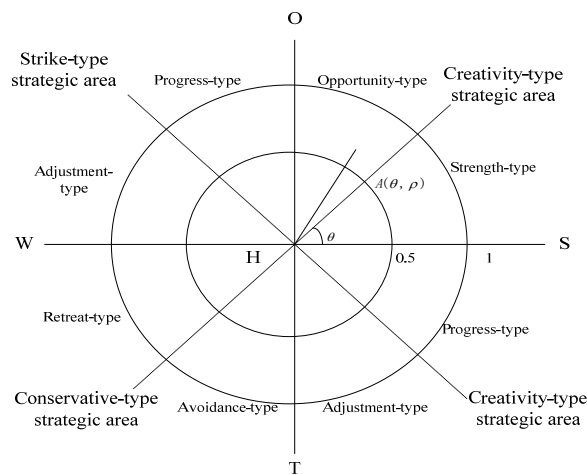 O
Strike-type
strategic area
Progress-type
Opportunity-type
Creativity-type
strategic area
Adjustment-
type
Strength-type
A(θ, ρ)
θ
W
H
0.5
1
S
Retreat-type
Progress-type
Conservative-type
strategic area
Avoidance-type
Adjustment-type
Creativity-type
strategic area
T